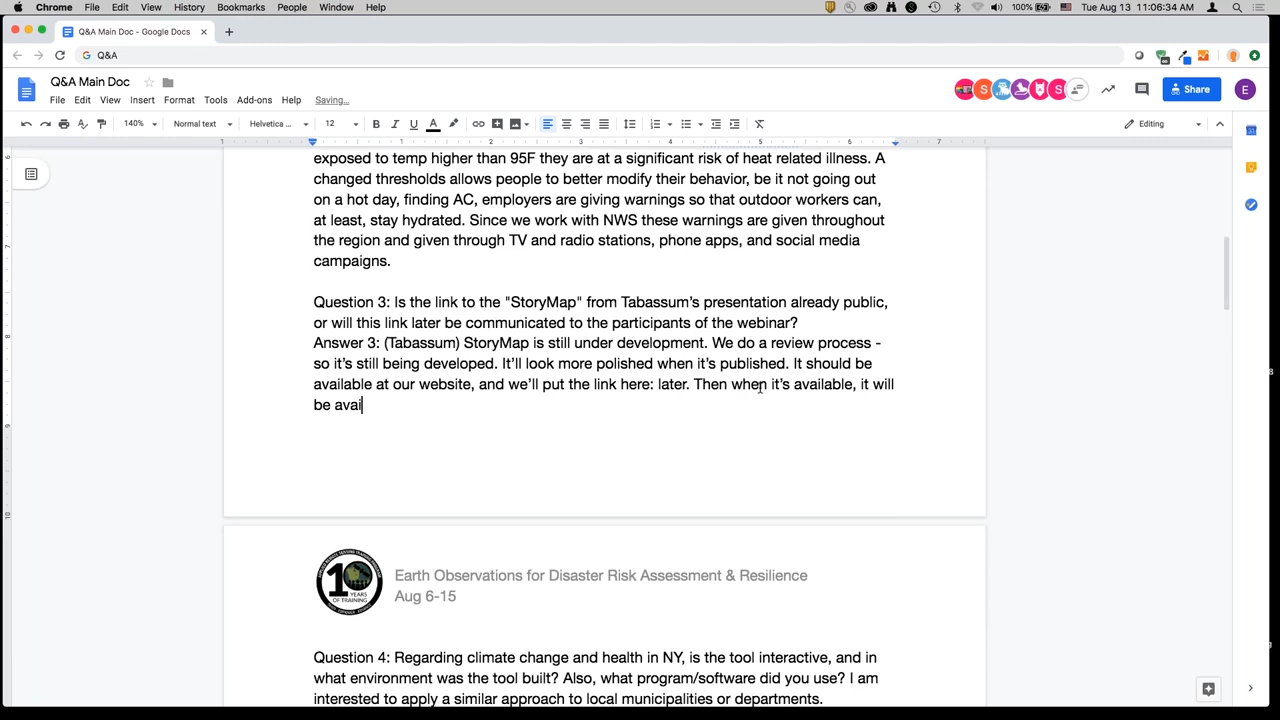 Chrome File Edit View History Bookmarks People Window Help 100% Tue Aug 13 11:06:34 AM
Q&A Main Doc - Google Docs
Q&A
Q&A Main Doc
File Edit View Insert Format Tools Add-ons Help Saving...
S S Share E
140% Normal text Helvetica ... 12 B I U A Editing
1 1 2 3 4 5 6 7
exposed to temp higher than 95F they are at a significant risk of heat related illness. A
changed thresholds allows people to better modify their behavior, be it not going out
on a hot day, finding AC, employers are giving warnings so that outdoor workers can,
at least, stay hydrated. Since we work with NWS these warnings are given throughout
the region and given through TV and radio stations, phone apps, and social media
campaigns.
Question 3: Is the link to the "StoryMap" from Tabassum’s presentation already public,
or will this link later be communicated to the participants of the webinar?
Answer 3: (Tabassum) StoryMap is still under development. We do a review process -
so it’s still being developed. It’ll look more polished when it’s published. It should be
available at our website, and we’ll put the link here: later. Then when it’s available, it will
be avai
10 YEARS
OF TRAINING
Earth Observations for Disaster Risk Assessment & Resilience
Aug 6-15
Question 4: Regarding climate change and health in NY, is the tool interactive, and in
what environment was the tool built? Also, what program/software did you use? I am
interested to apply a similar approach to local municipalities or departments.